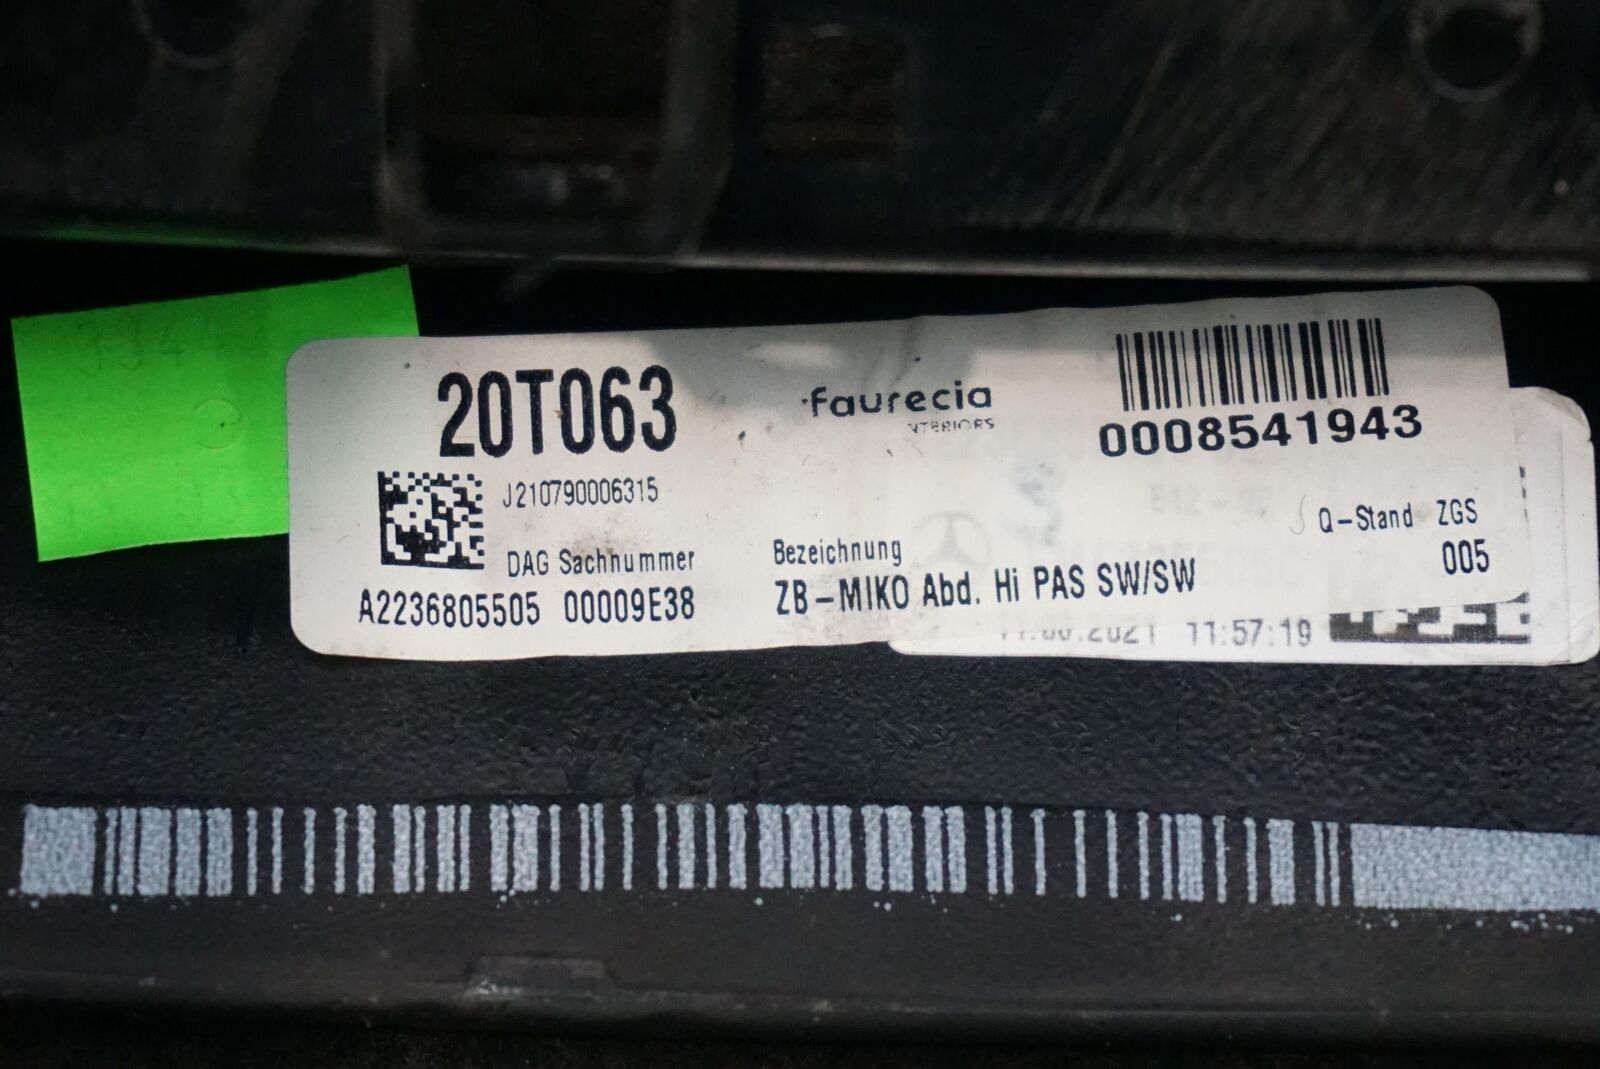 20T063
faurecia
INTERIORS
0008541943
J210790006315
DAG Sachnummer
A2236805505 00009E38
Bezeichnung
ZB-MIKO Abd. Hi PAS SW/SW
Q-Stand ZGS
005
11:57:19